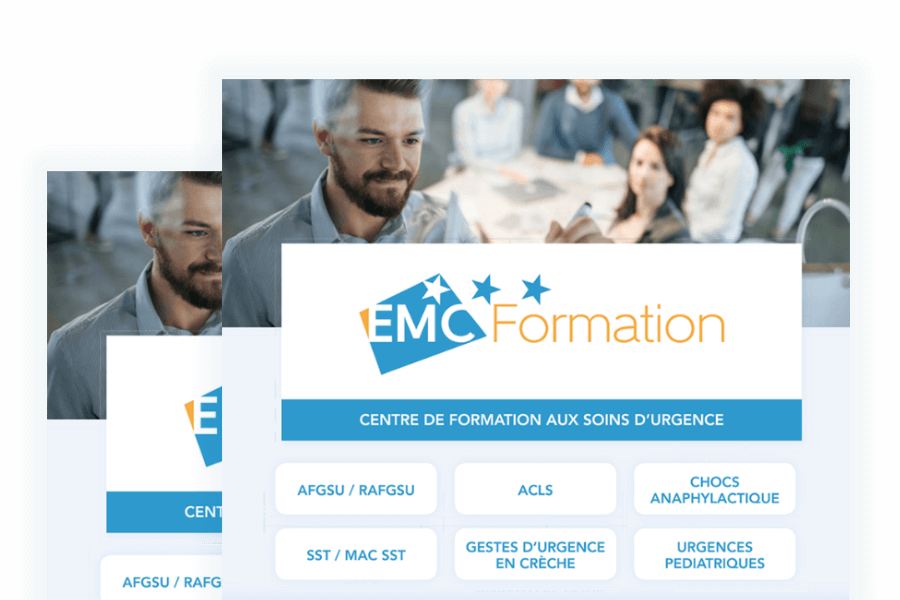 EMC Formation
CENTRE DE FORMATION AUX SOINS D'URGENCE
AFGSU / RAFGSU
ACLS
CHOCS
ANAPHYLACTIQUE
SST / MAC SST
GESTES D'URGENCE
EN CRÈCHE
URGENCES
PEDIATRIQUES
E
CENT
AFGSU / RAFG